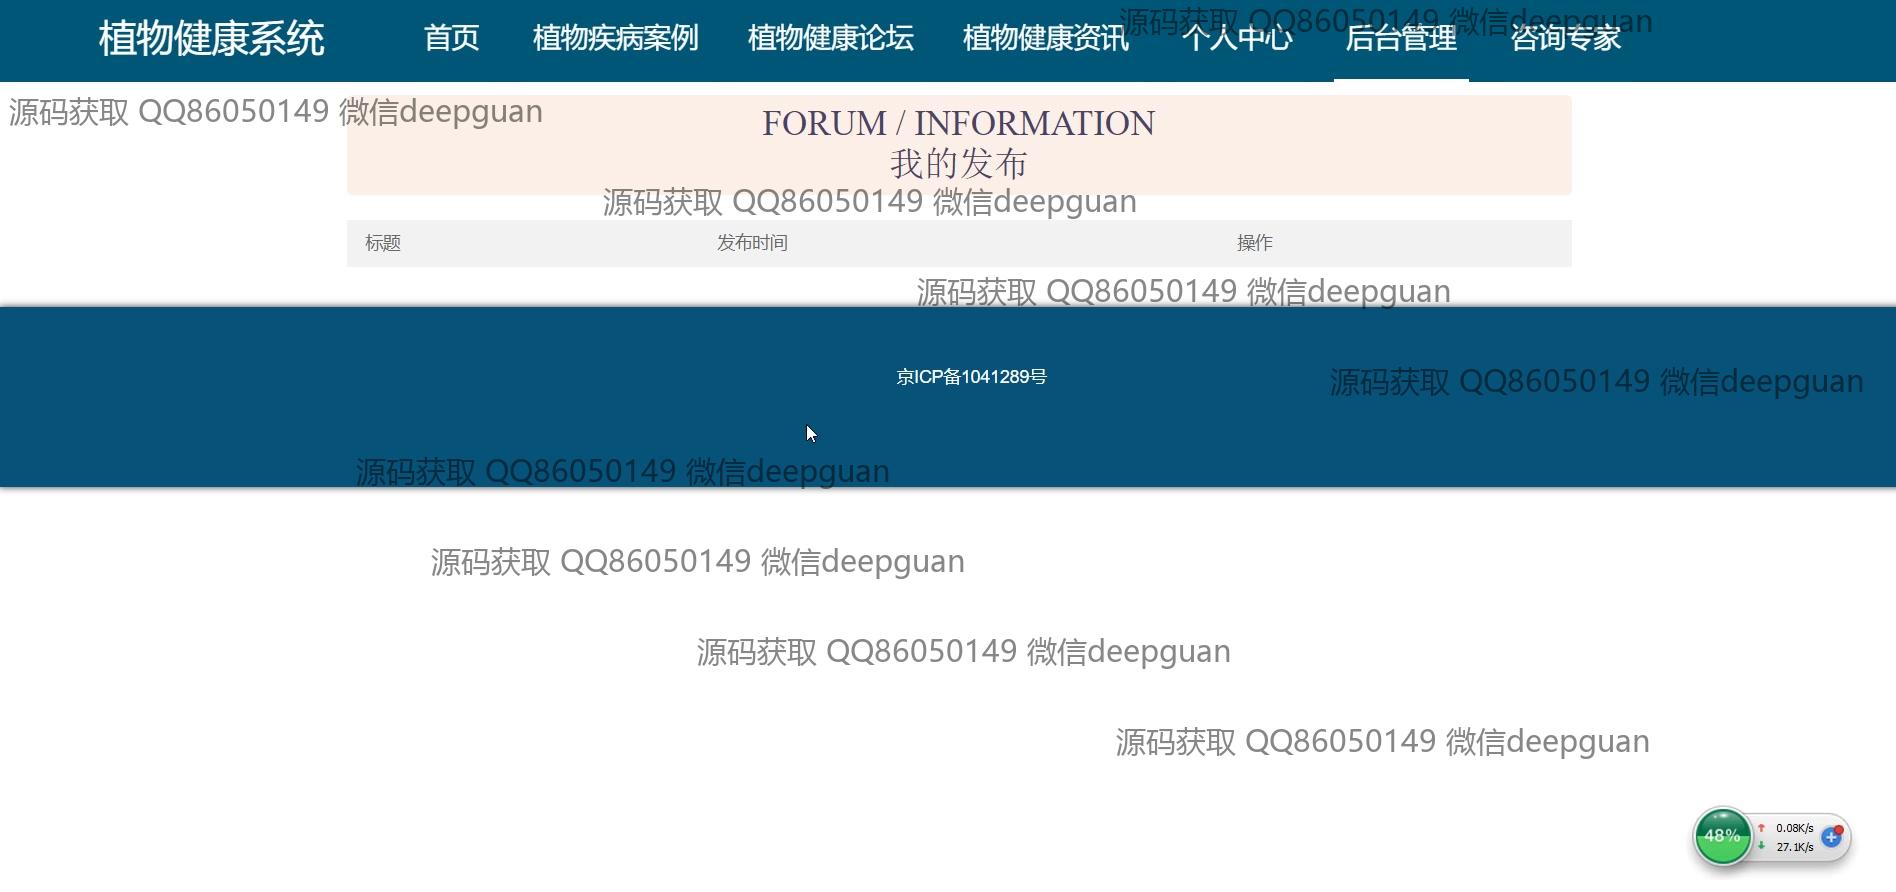 植物健康系统 首页 植物疾病案例 植物健康论坛 植物健康资讯 个人中心 后台管理 咨询专家
源码获取 QQ86050149 微信deepguan
源码获取 QQ86050149 微信deepguan
FORUM / INFORMATION
我的发布
源码获取 QQ86050149 微信deepguan
标题 发布时间 操作
源码获取 QQ86050149 微信deepguan
京ICP备1041289号
源码获取 QQ86050149 微信deepguan
源码获取 QQ86050149 微信deepguan
源码获取 QQ86050149 微信deepguan
源码获取 QQ86050149 微信deepguan
源码获取 QQ86050149 微信deepguan
48% 0.08K/s
27.1K/s